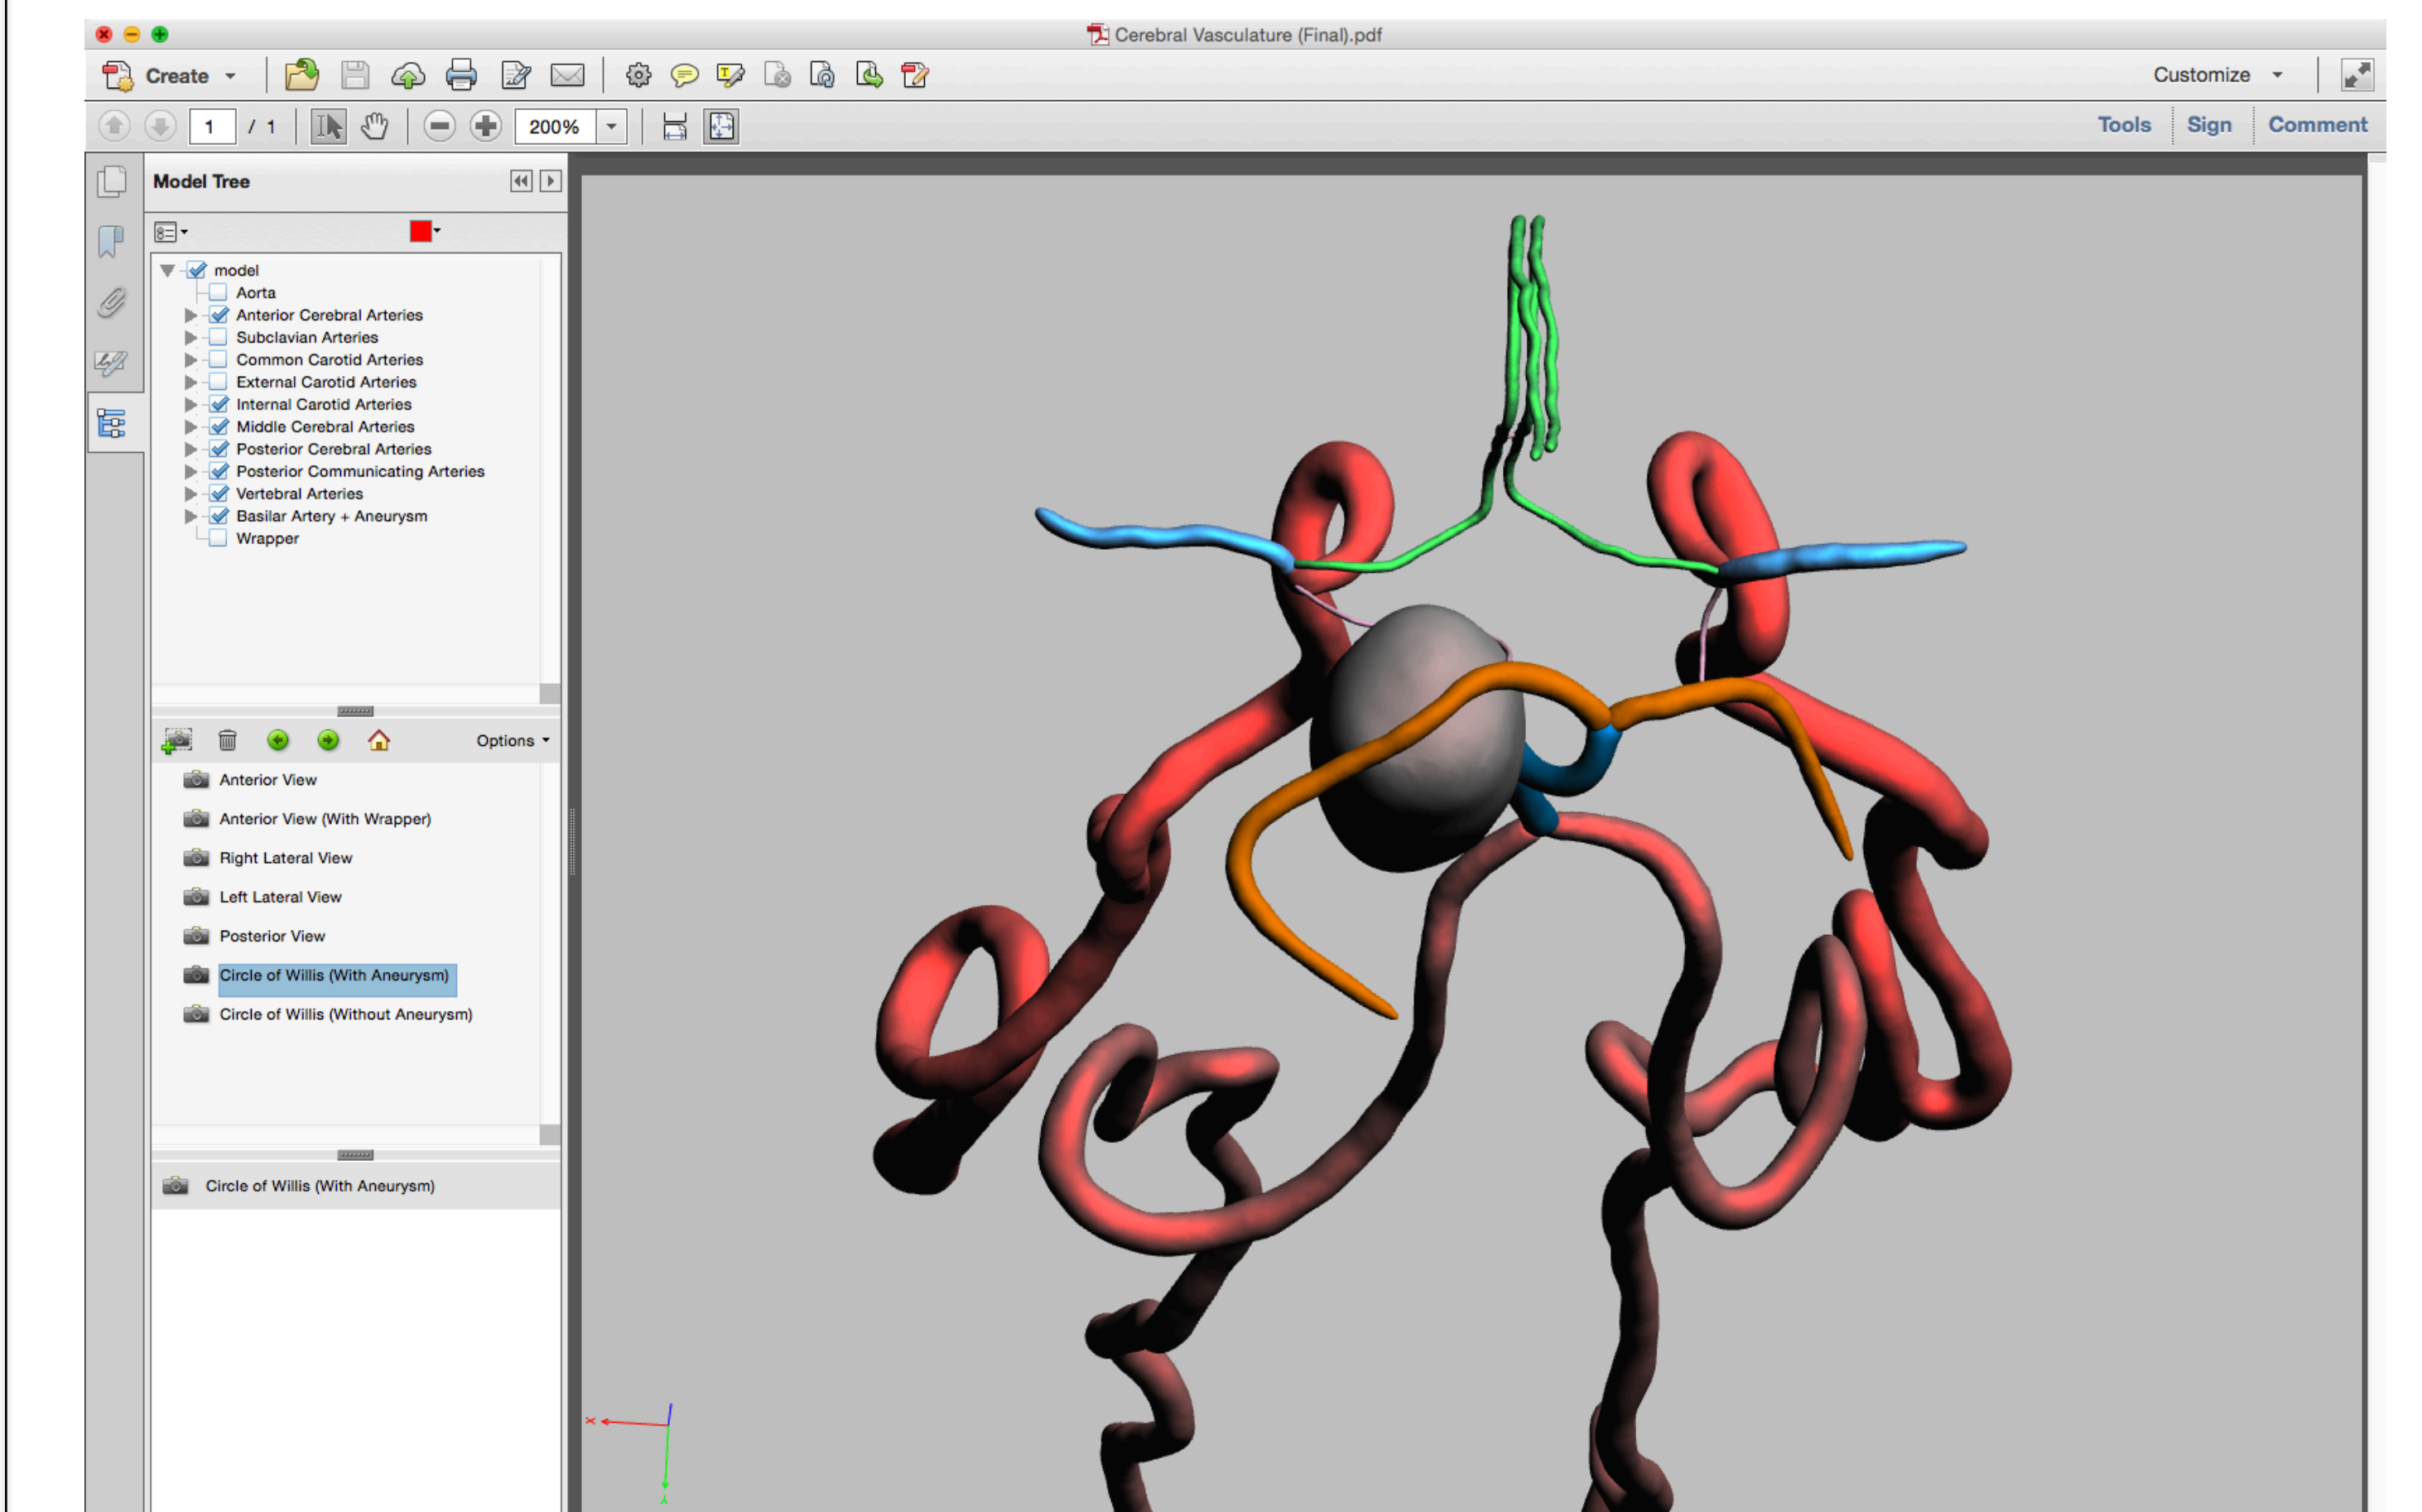 Cerebral Vasculature (Final).pdf
Create
Customize
1 / 1
200%
Tools Sign Comment
Model Tree
model
Aorta
Anterior Cerebral Arteries
Subclavian Arteries
Common Carotid Arteries
External Carotid Arteries
Internal Carotid Arteries
Middle Cerebral Arteries
Posterior Cerebral Arteries
Posterior Communicating Arteries
Vertebral Arteries
Basilar Artery + Aneurysm
Wrapper
Options
Anterior View
Anterior View (With Wrapper)
Right Lateral View
Left Lateral View
Posterior View
Circle of Willis (With Aneurysm)
Circle of Willis (Without Aneurysm)
Circle of Willis (With Aneurysm)
X
Y